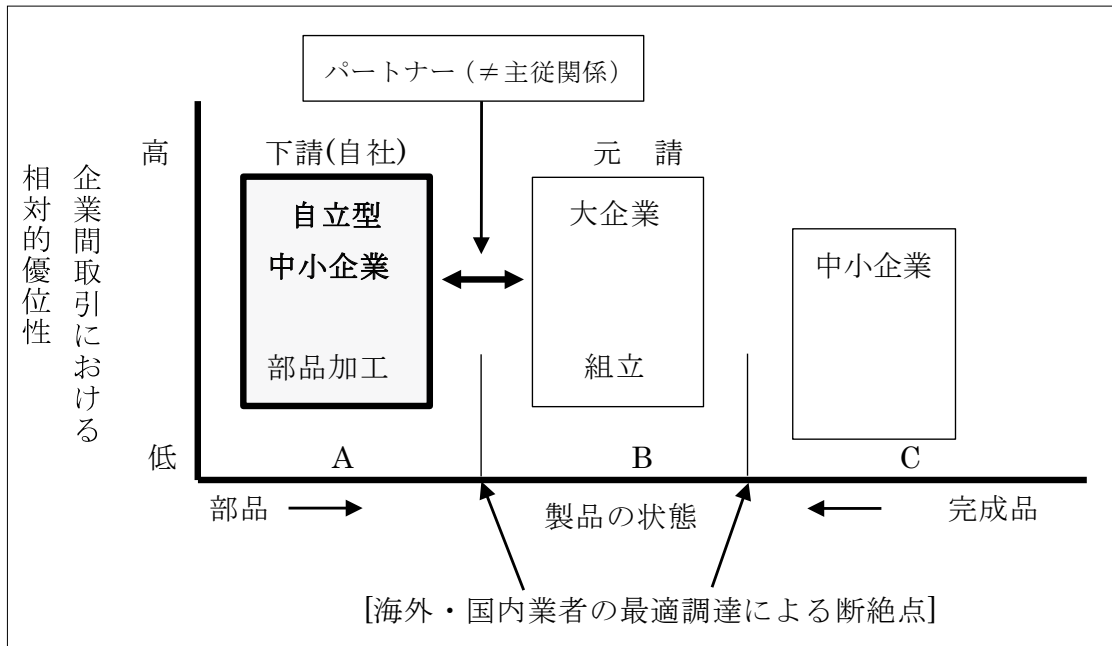 パートナー（≠主従関係）
企業間取引における
相対的優位性
高
低
下請(自社)
自立型
中小企業
部品加工
元　請
大企業
組立
中小企業
A
B
C
部品
製品の状態
完成品
[海外・国内業者の最適調達による断絶点]